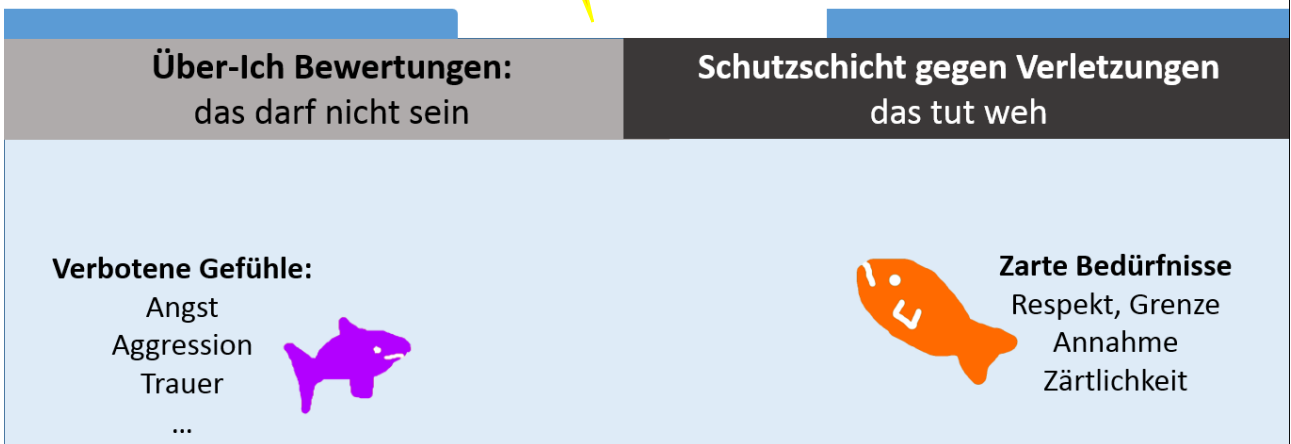 Über-Ich Bewertungen:
das darf nicht sein
Schutzschicht gegen Verletzungen
das tut weh
Verbotene Gefühle:
Angst
Aggression
Trauer
...
Zarte Bedürfnisse
Respekt, Grenze
Annahme
Zärtlichkeit